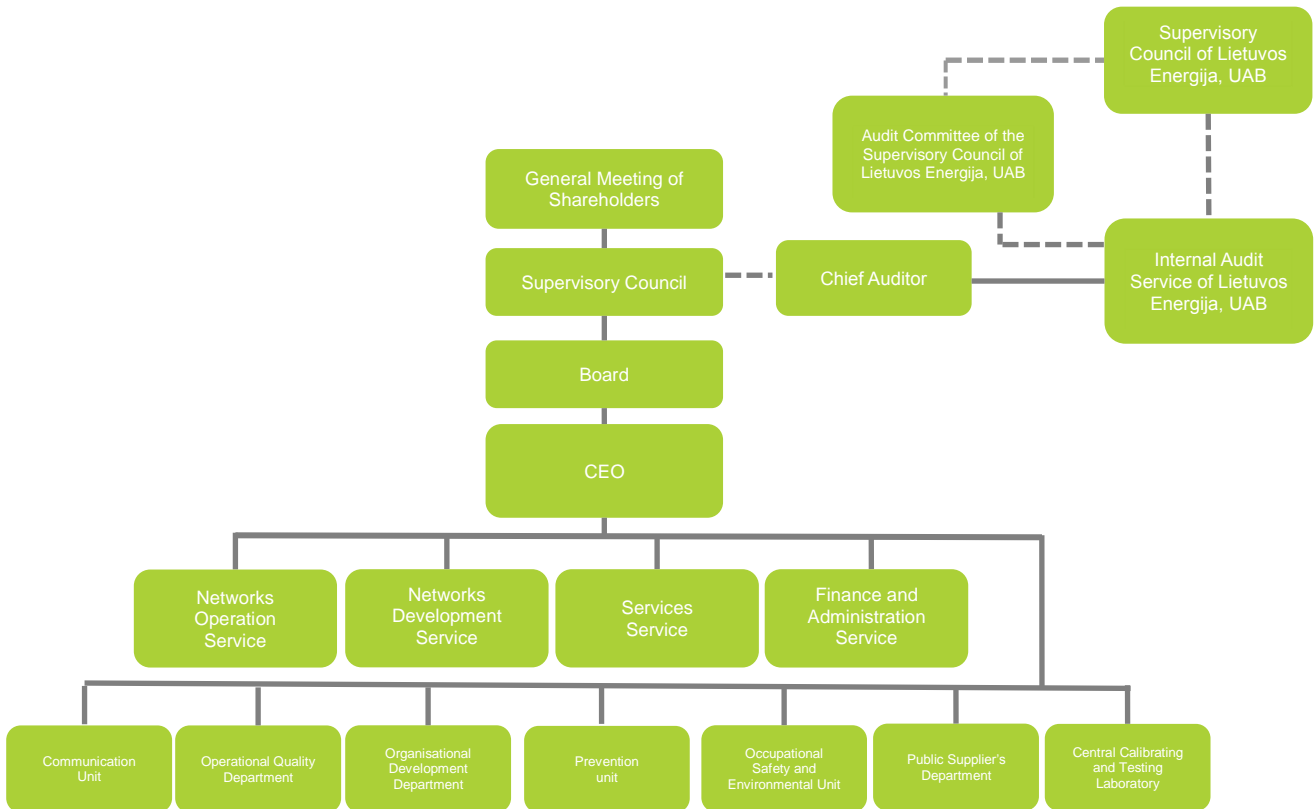 Supervisory
Council of Lietuvos
Energija, UAB
Audit Committee of the
Supervisory Council of
Lietuvos Energija, UAB
General Meeting of
Shareholders
Supervisory Council
Chief Auditor
Internal Audit
Service of Lietuvos
Energija, UAB
Board
CEO
Networks
Operation
Service
Networks
Development
Service
Services
Service
Finance and
Administration
Service
Communication
Unit
Operational Quality
Department
Organisational
Development
Department
Prevention
unit
Occupational
Safety and
Environmental Unit
Public Supplier's
Department
Central Calibrating
and Testing
Laboratory